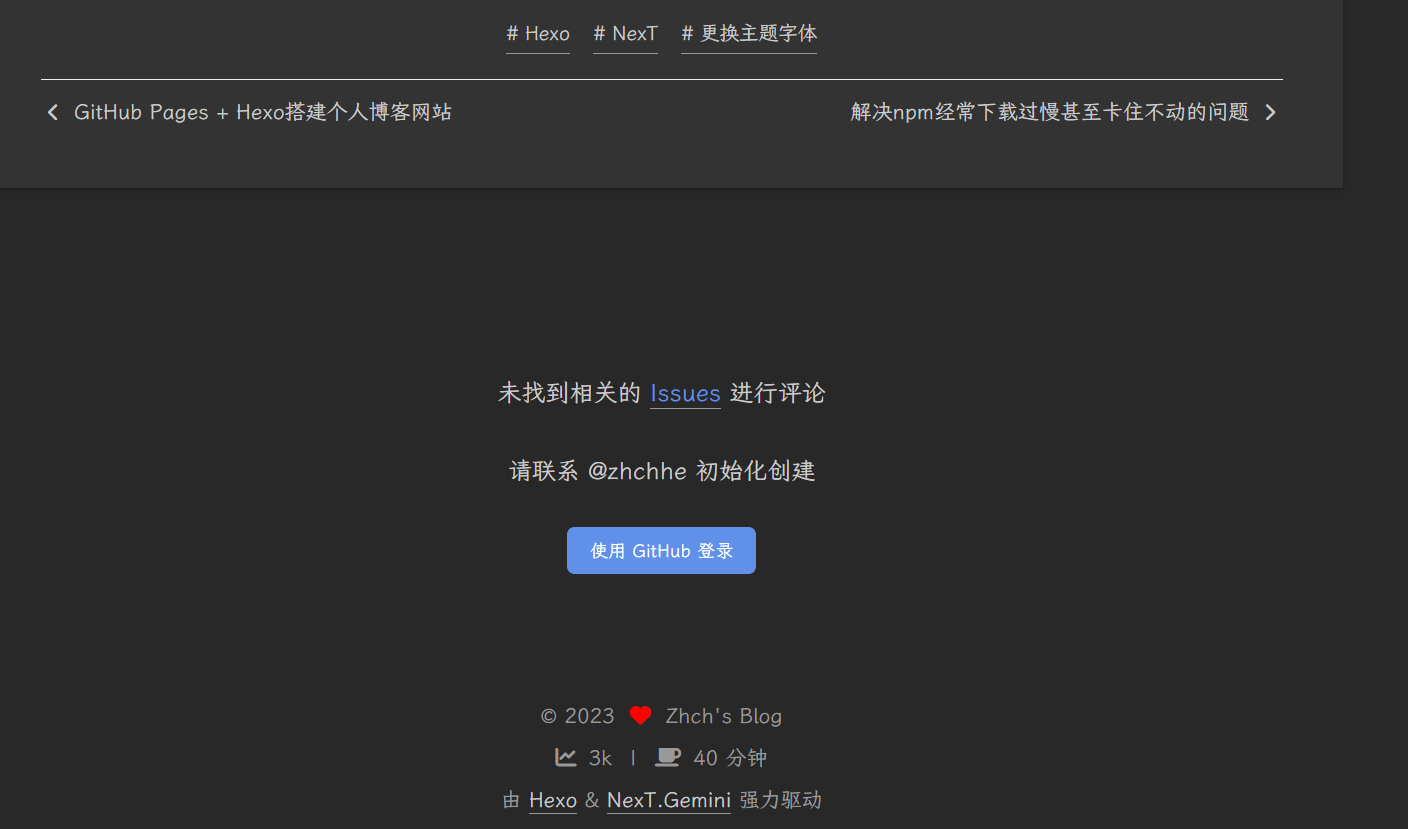 # Hexo # NexT # 更换主题字体
GitHub Pages + Hexo搭建个人博客网站 解决npm经常下载过慢甚至卡住不动的问题
未找到相关的 Issues 进行评论
请联系 @zhchhe 初始化创建
使用 GitHub 登录
© 2023 Zhch's Blog
3k | 40 分钟
由 Hexo & NexT.Gemini 强力驱动